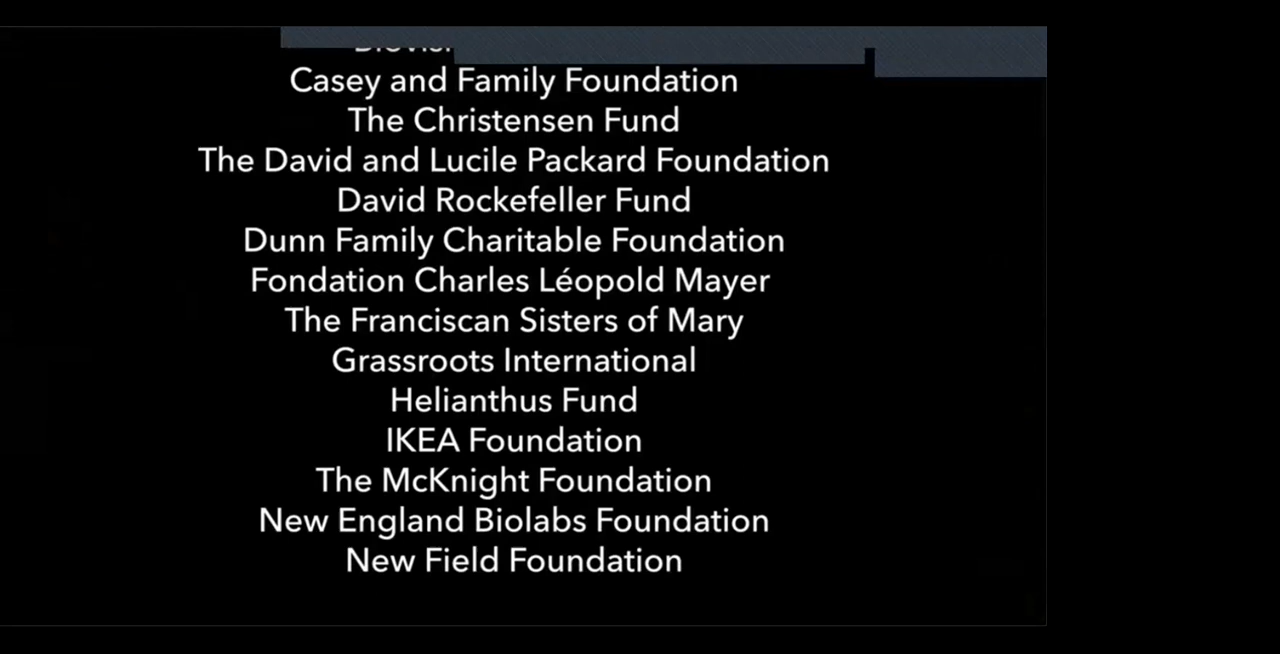 Casey and Family Foundation
The Christensen Fund
The David and Lucile Packard Foundation
David Rockefeller Fund
Dunn Family Charitable Foundation
Fondation Charles Léopold Mayer
The Franciscan Sisters of Mary
Grassroots International
Helianthus Fund
IKEA Foundation
The McKnight Foundation
New England Biolabs Foundation
New Field Foundation